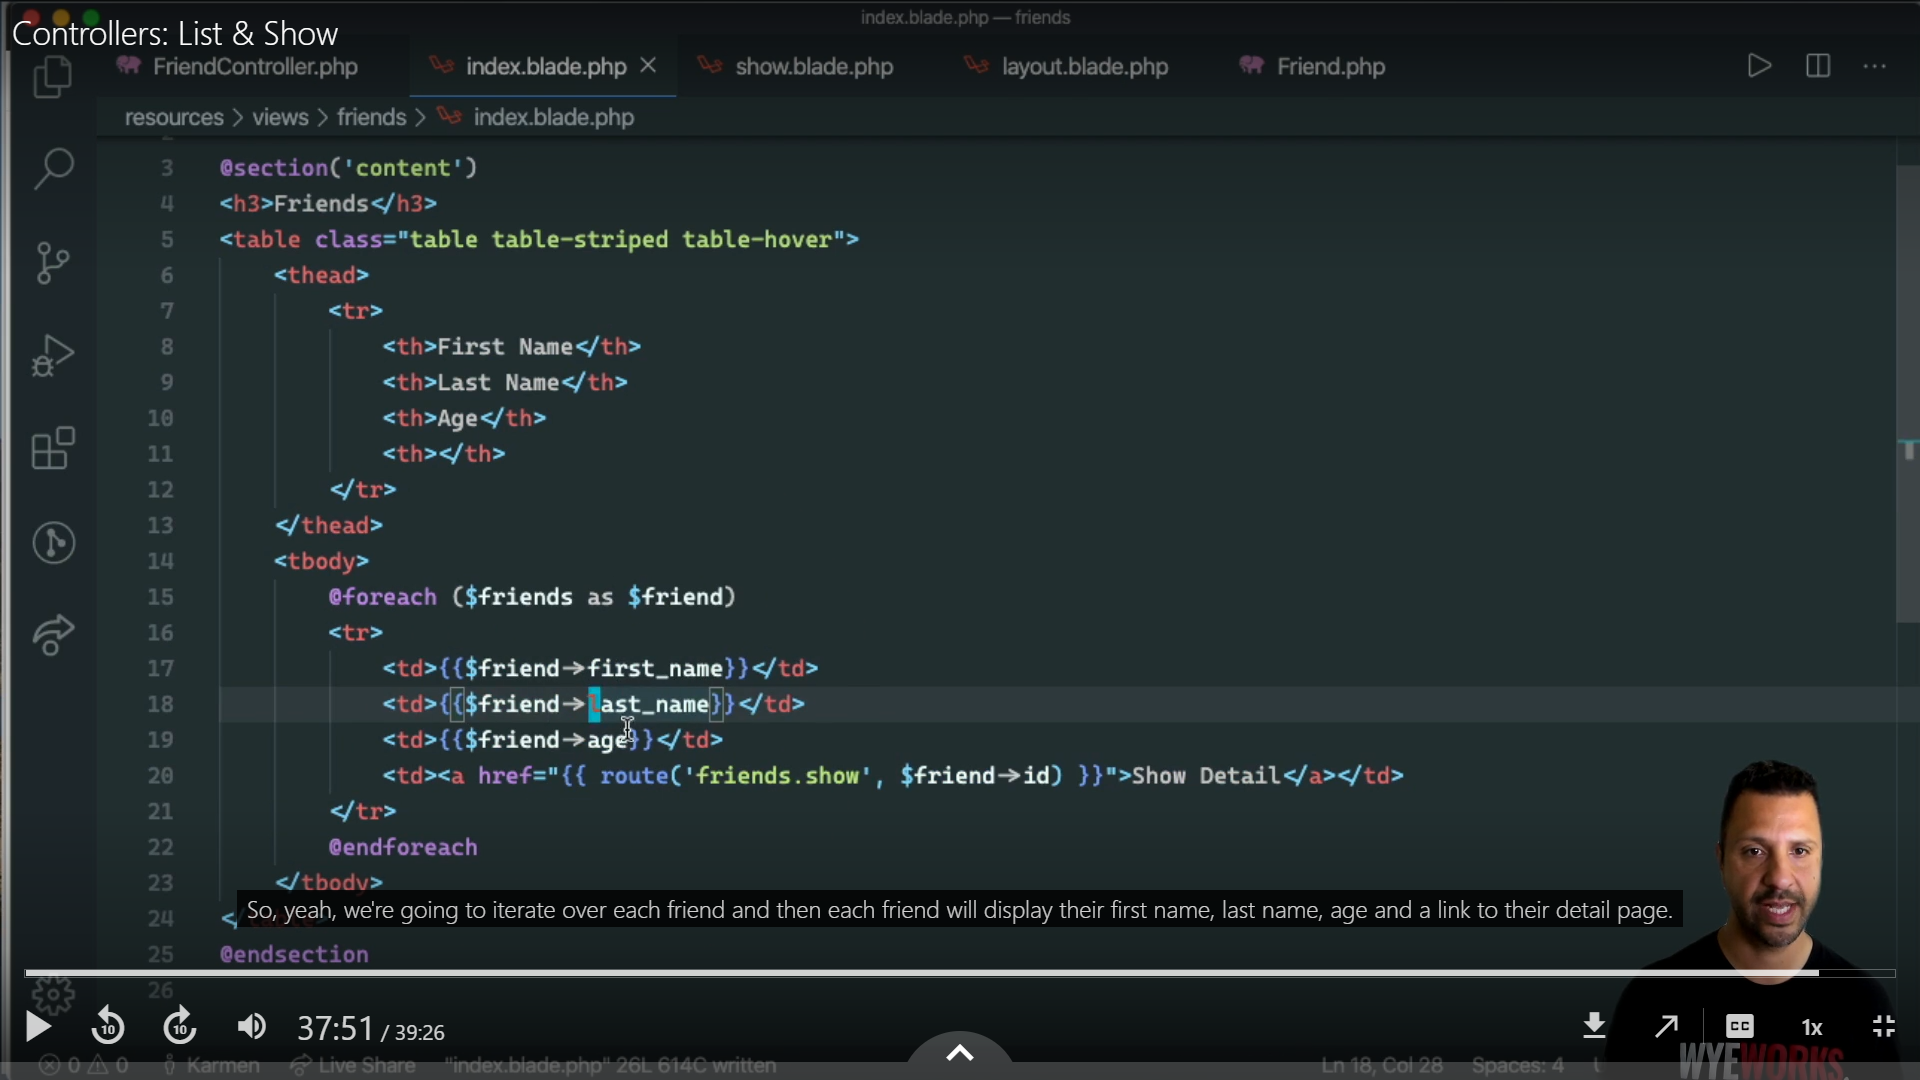 index.blade.php — friends
Controllers: List & Show
FriendController.php index.blade.php show.blade.php layout.blade.php Friend.php
resources > views > friends > index.blade.php
3 @section('content')
4 <h3>Friends</h3>
5 <table class="table table-striped table-hover">
6 <thead>
7 <tr>
8 <th>First Name</th>
9 <th>Last Name</th>
10 <th>Age</th>
11 <th></th>
12 </tr>
13 </thead>
14 <tbody>
15 @foreach ($friends as $friend)
16 <tr>
17 <td>{{$friend->first_name}}</td>
18 <td>{{$friend->last_name}}</td>
19 <td>{{$friend->age}}</td>
20 <td><a href="{{ route('friends.show', $friend->id) }}">Show Detail</a></td>
21 </tr>
22 @endforeach
23 </tbody>
24 </table>
So, yeah, we're going to iterate over each friend and then each friend will display their first name, last name, age and a link to their detail page.
25 @endsection
26
10 10 37:51 / 39:26 CC 1x
0 0 Karmen Live Share "index.blade.php" 26L 614C written Ln 18, Col 28 Spaces: 4
WYEWORKS.